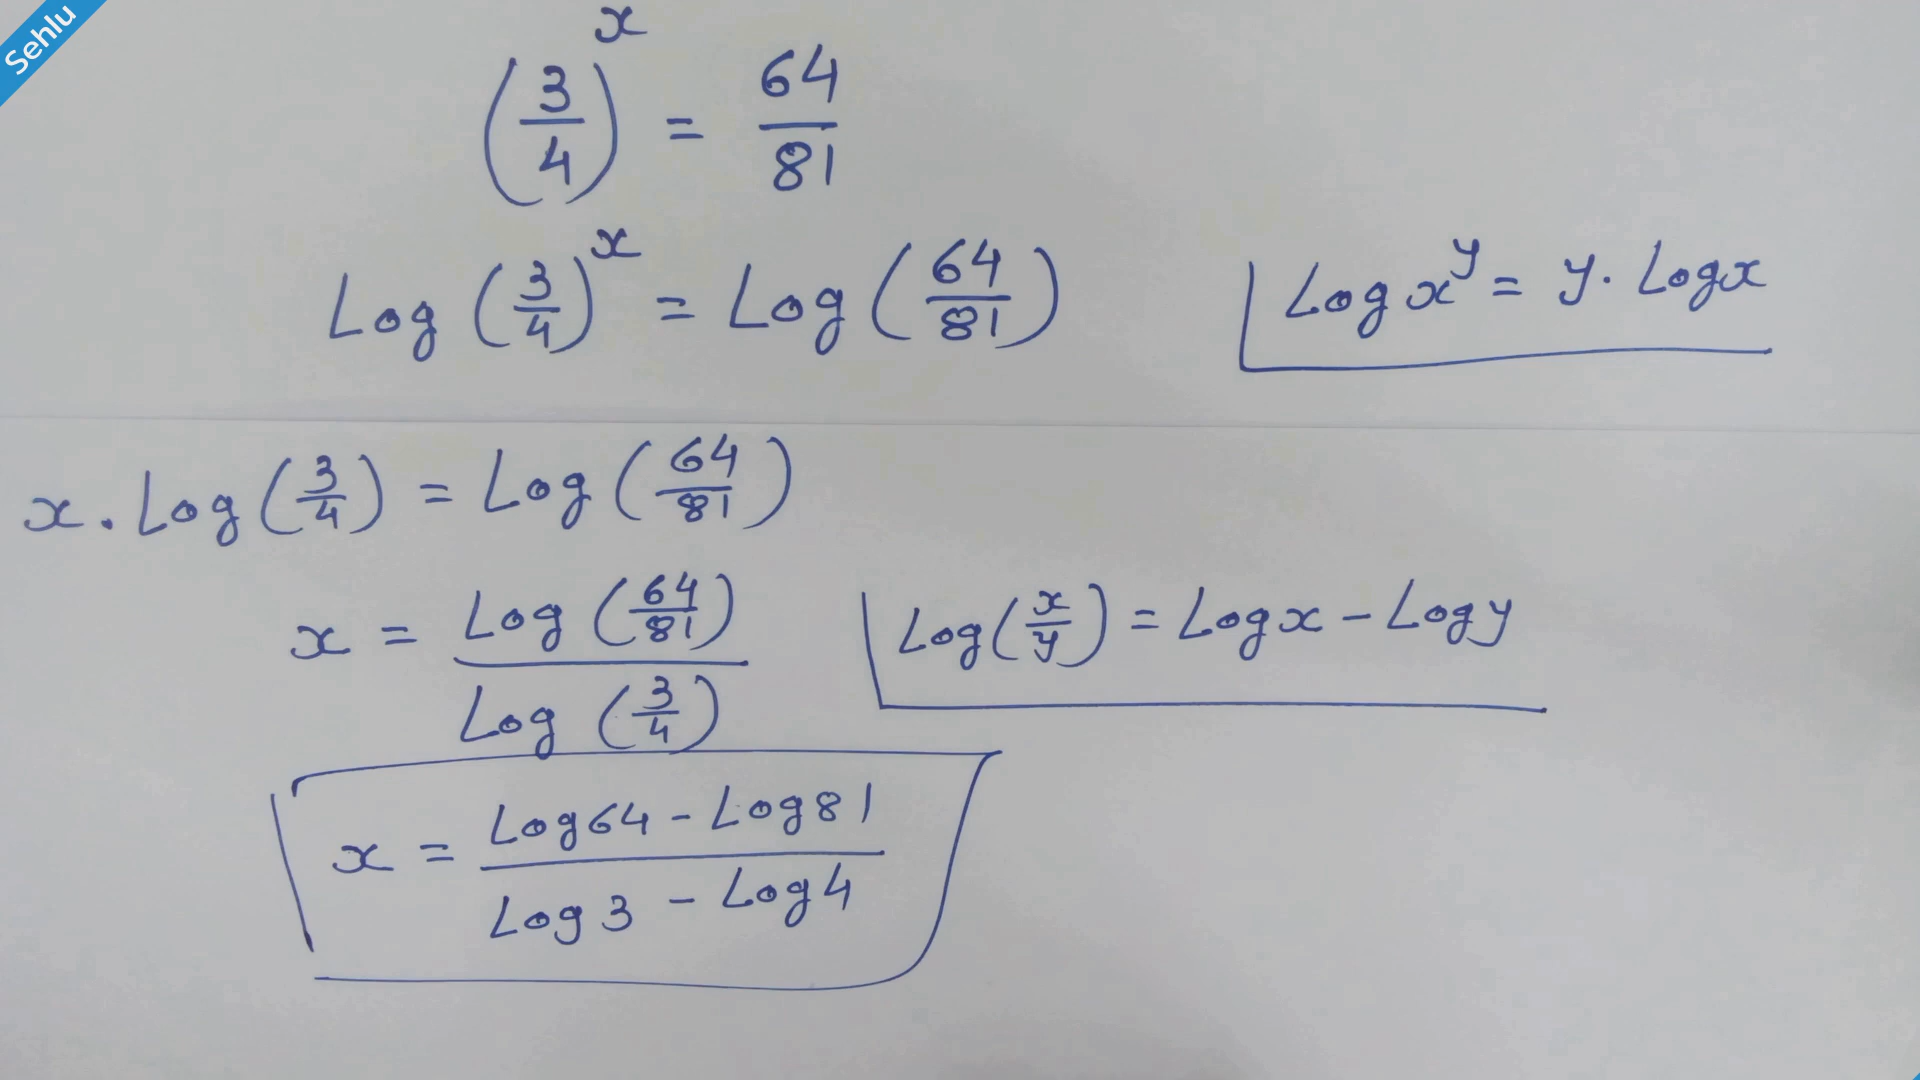 Sehlu
(3/4)^x = 64/81
Log (3/4)^x = Log (64/81)
Log x^y = y. Log x
x. Log (3/4) = Log (64/81)
x = Log (64/81) / Log (3/4)
Log (x/y) = Log x - Log y
x = Log 64 - Log 81 / Log 3 - Log 4